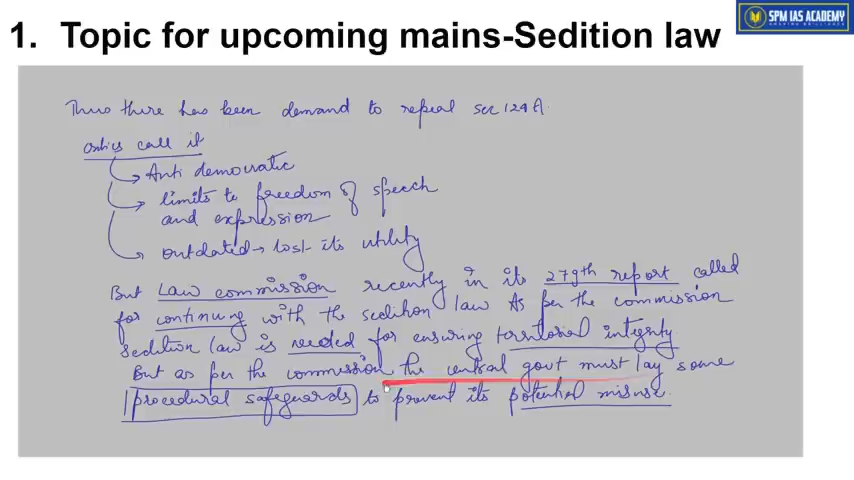 SPM IAS ACADEMY
1. Topic for upcoming mains-Sedition law
Thus there has been demand to repeal sec 124A.
critics call it
Anti democratic
limits to freedom of speech
and expression
outdated → lost its utility
But Law commission recently in its 279th report called
for continuing with the sedition law As per the commission
sedition law is needed for ensuring territorial integrity
But as per the commission the central govt must lay some
procedural safeguards to prevent its potential misuse.